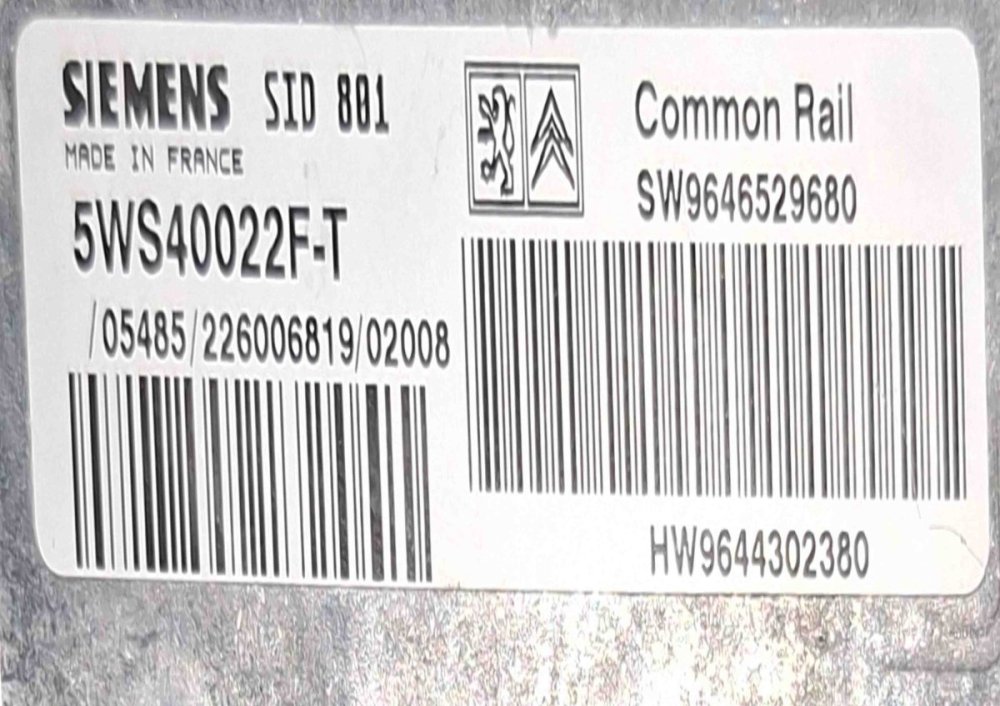 SIEMENS SID 801
MADE IN FRANCE
5WS40022F-T
/05485/226006819/02008
Common Rail
SW9646529680
HW9644302380